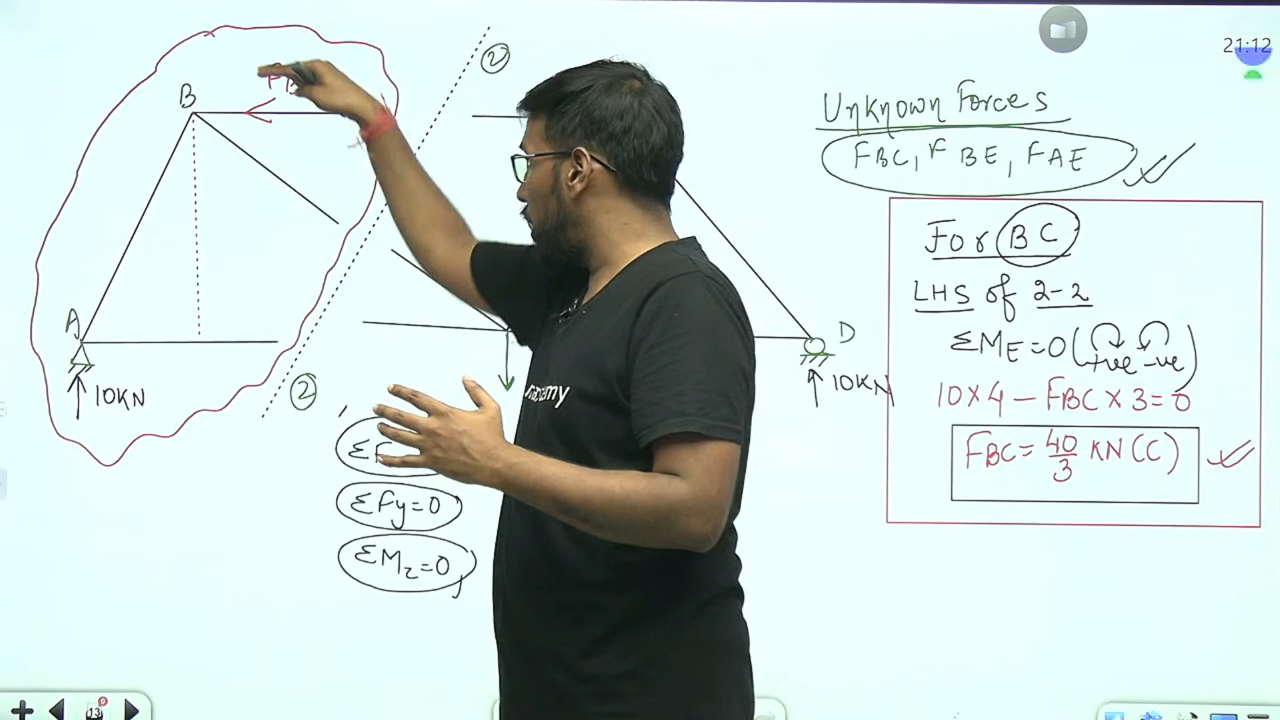 21:12
B
②
Unknown Forces
FBC, FBE, FAE
For BC
LHS of 2-2
ΣME=0 (+ve -ve)
10×4 - FBC×3=0
FBC= 40/3 KN (C)
A
10KN
②
D
10KN
ΣFy=0
ΣMz=0
13